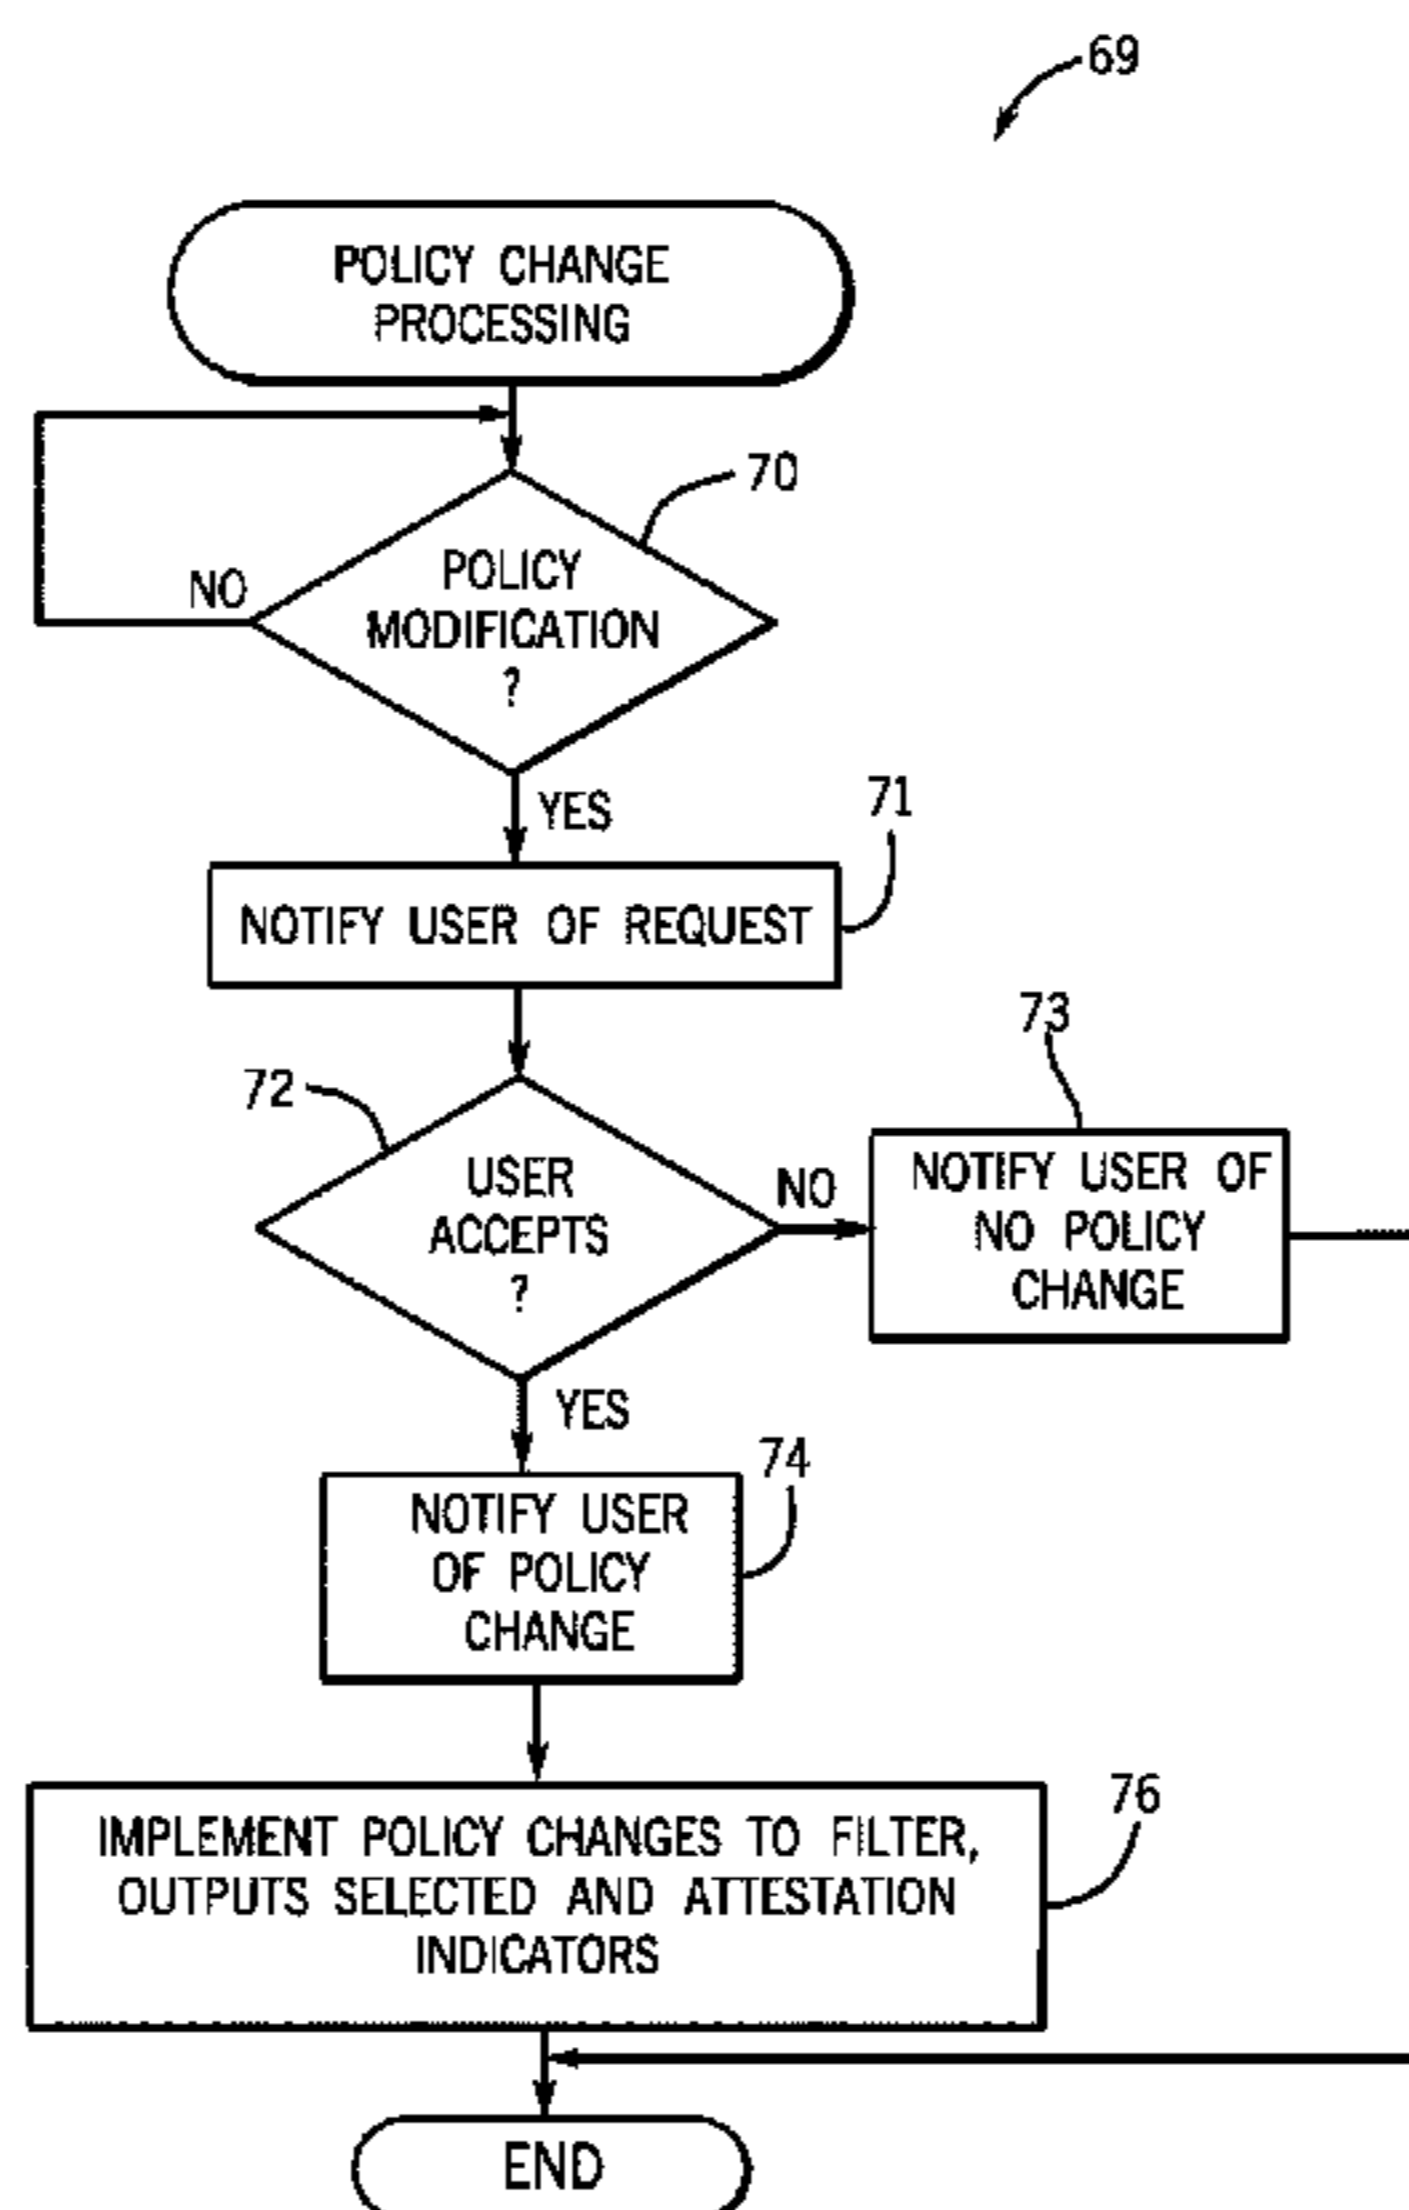 69
POLICY CHANGE
PROCESSING
70
POLICY
MODIFICATION
?
NO
YES
71
NOTIFY USER OF REQUEST
72
USER
ACCEPTS
?
NO
73
NOTIFY USER OF
NO POLICY
CHANGE
YES
74
NOTIFY USER
OF POLICY
CHANGE
76
IMPLEMENT POLICY CHANGES TO FILTER,
OUTPUTS SELECTED AND ATTESTATION
INDICATORS
END